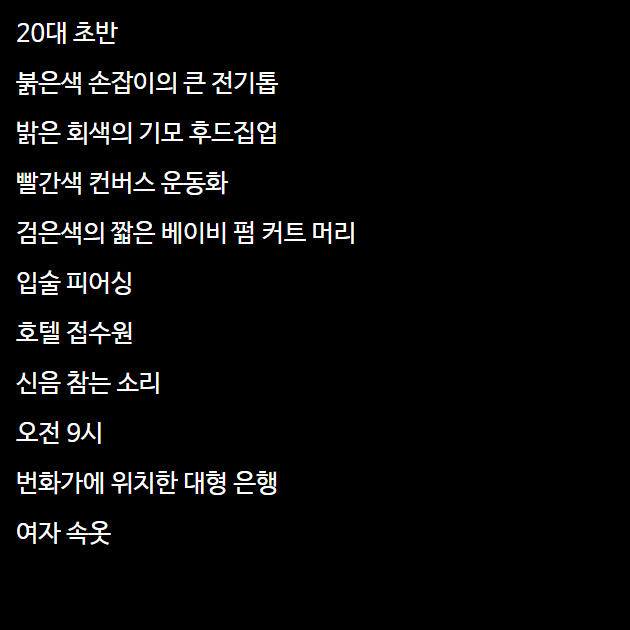 20대 초반
붉은색 손잡이의 큰 전기톱
밝은 회색의 기모 후드집업
빨간색 컨버스 운동화
검은색의 짧은 베이비 펌 커트 머리
입술 피어싱
호텔 접수원
신음 참는 소리
오전 9시
번화가에 위치한 대형 은행
여자 속옷